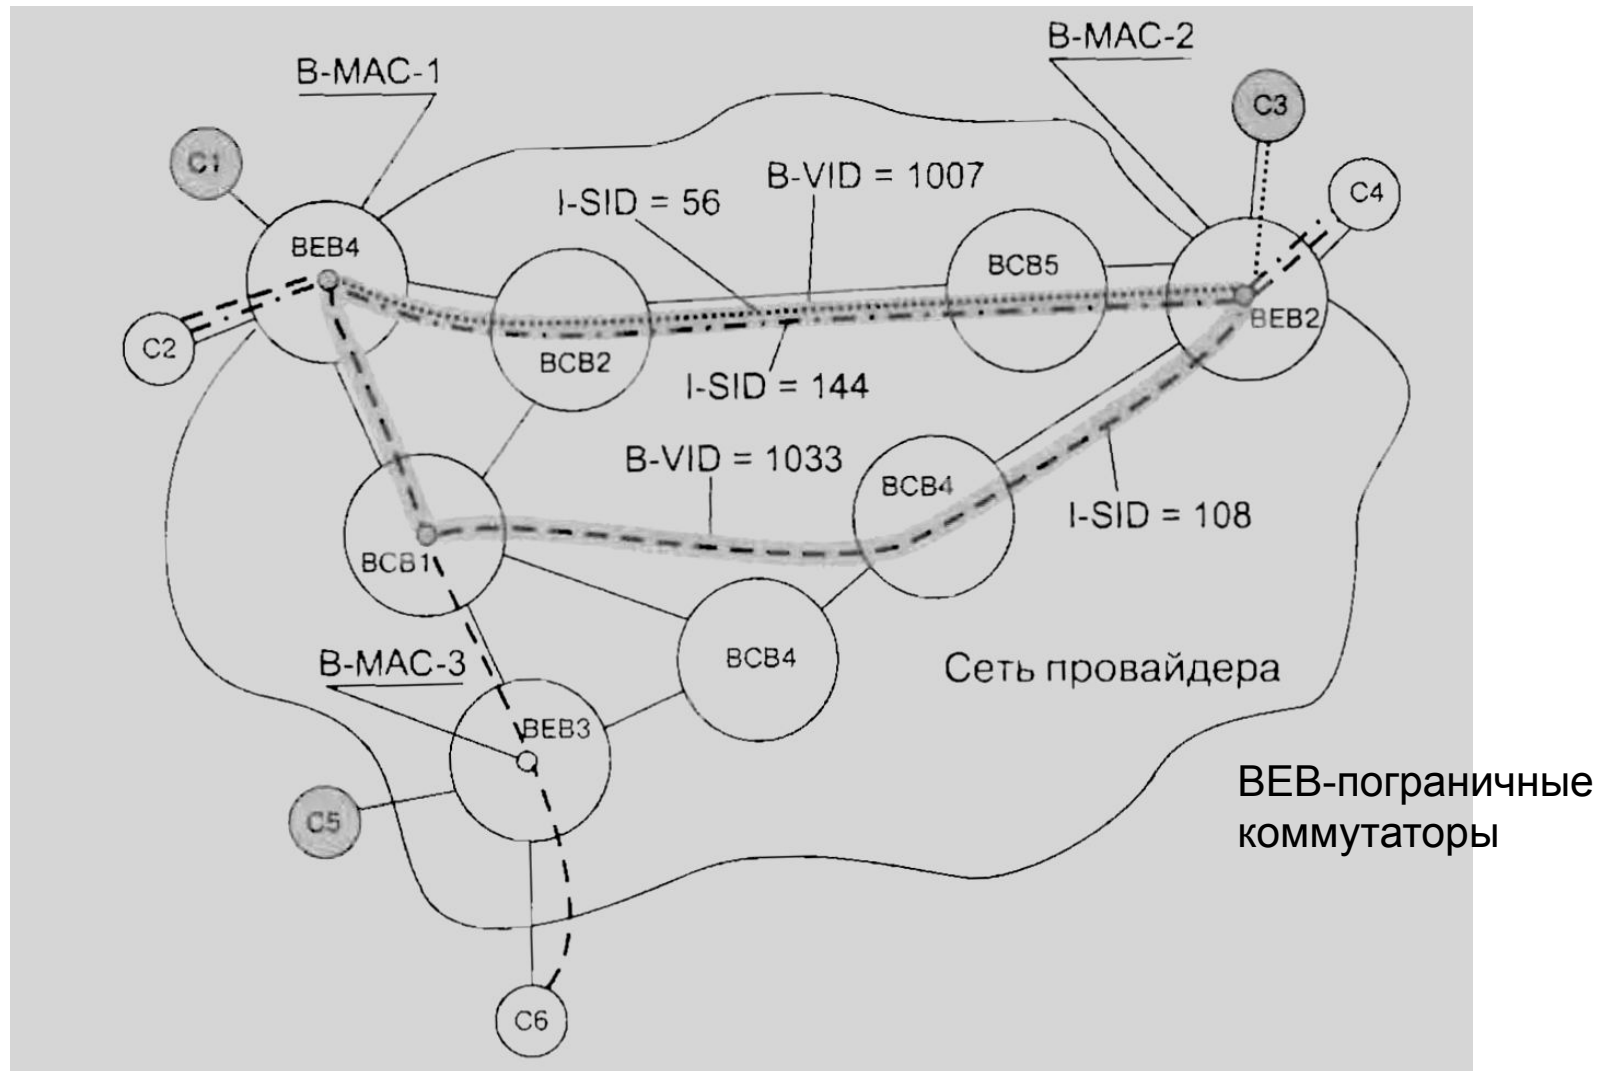 B-MAC-2
B-MAC-1
C3
C1
B-VID = 1007
I-SID = 56
C4
BEB4
BCB5
BEB2
C2
BCB2
I-SID = 144
B-VID = 1033
BCB4
I-SID = 108
BCB1
B-MAC-3
BCB4
Сеть провайдера
BEB3
BEB-пограничные
коммутаторы
C5
C6